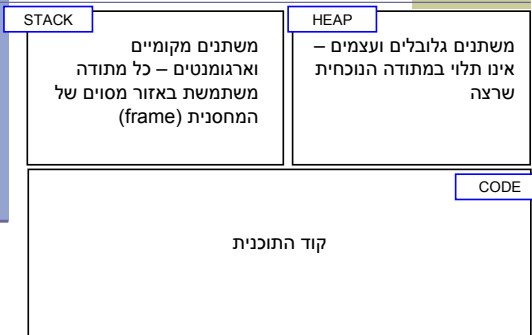 STACK
משתנים מקומיים
וארגומנטים – כל מתודה
משתמשת באזור מסוים של
המחסנית (frame)
HEAP
משתנים גלובלים ועצמים –
אינו תלוי במתודה הנוכחית
שרצה
CODE
קוד התוכנית